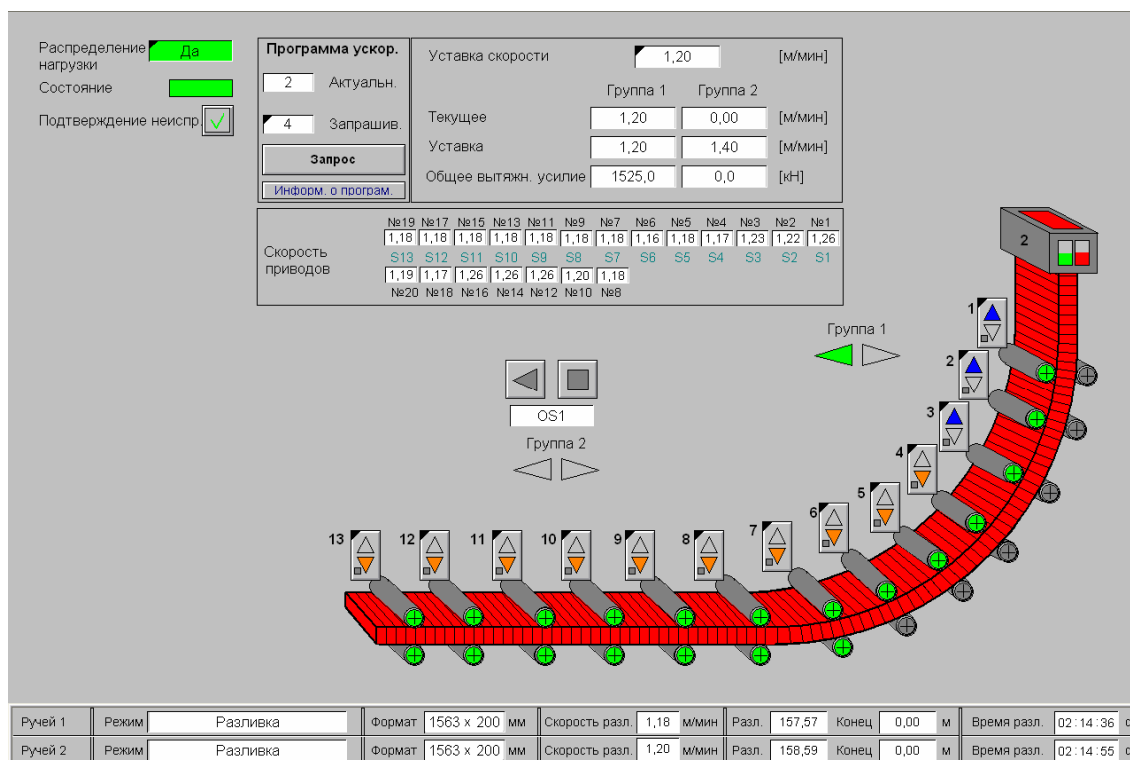 Распределение нагрузки Да
Состояние
Подтверждение неиспр.
Программа ускор.
2 Актуальн.
4 Запрашив.
Запрос
Информ. о програм.
Уставка скорости 1,20 [м/мин]
Группа 1 Группа 2
Текущее 1,20 0,00 [м/мин]
Уставка 1,20 1,40 [м/мин]
Общее вытяжн. усилие 1525,0 0,0 [кН]
Скорость приводов
№19 №17 №15 №13 №11 №9 №7 №6 №5 №4 №3 №2 №1
1,18 1,18 1,18 1,18 1,18 1,18 1,18 1,16 1,18 1,17 1,23 1,22 1,26
S13 S12 S11 S10 S9 S8 S7 S6 S5 S4 S3 S2 S1
1,19 1,17 1,26 1,26 1,26 1,20 1,18
№20 №18 №16 №14 №12 №10 №8
2
Группа 1
1
2
3
4
5
6
7
8
9
10
11
12
13
OS1
Группа 2
Ручей 1 Режим Разливка Формат 1563 x 200 мм Скорость разл. 1,18 м/мин Разл. 157,57 Конец 0,00 м Время разл. 02:14:36 с
Ручей 2 Режим Разливка Формат 1563 x 200 мм Скорость разл. 1,20 м/мин Разл. 158,59 Конец 0,00 м Время разл. 02:14:55 с